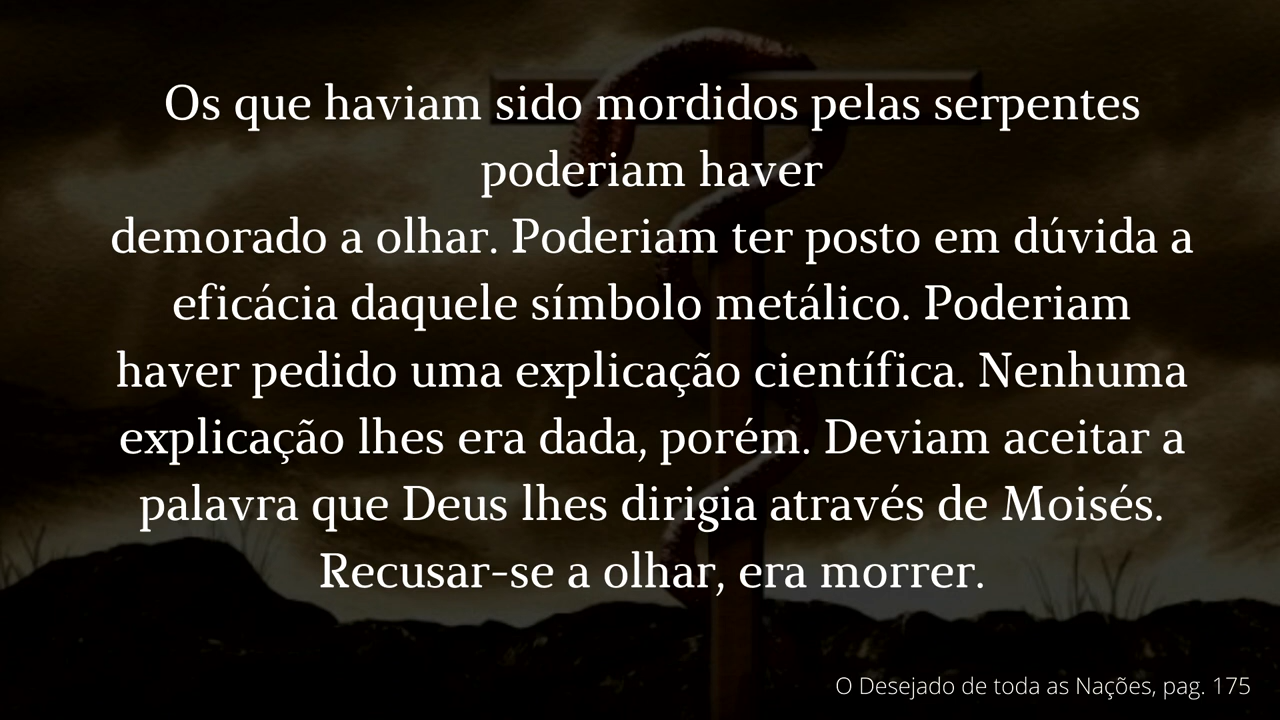 Os que haviam sido mordidos pelas serpentes
poderiam haver
demorado a olhar. Poderiam ter posto em dúvida a
eficácia daquele símbolo metálico. Poderiam
haver pedido uma explicação científica. Nenhuma
explicação lhes era dada, porém. Deviam aceitar a
palavra que Deus lhes dirigia através de Moisés.
Recusar-se a olhar, era morrer.
O Desejado de toda as Nações, pag. 175